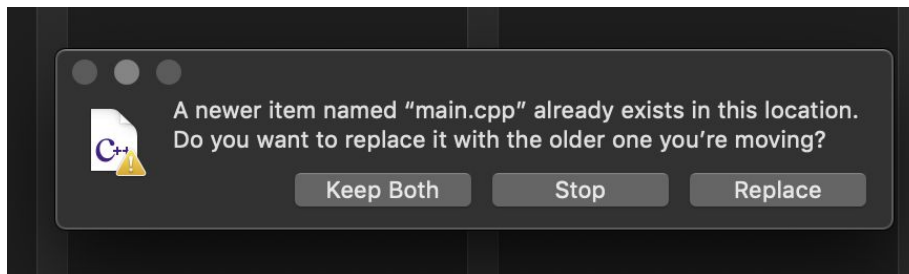 A newer item named “main.cpp” already exists in this location.
Do you want to replace it with the older one you’re moving?
C++
Keep Both
Stop
Replace